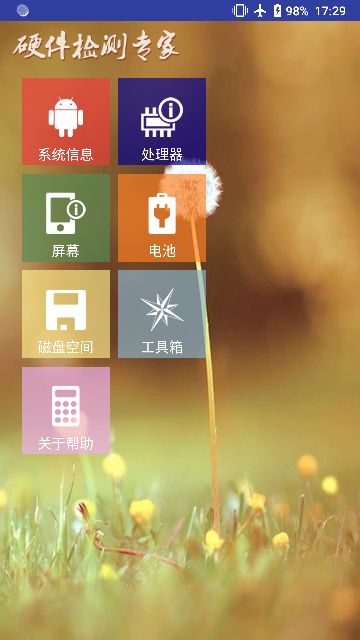 98% 17:29
硬件检测专家
系统信息
处理器
屏幕
电池
磁盘空间
工具箱
关于帮助